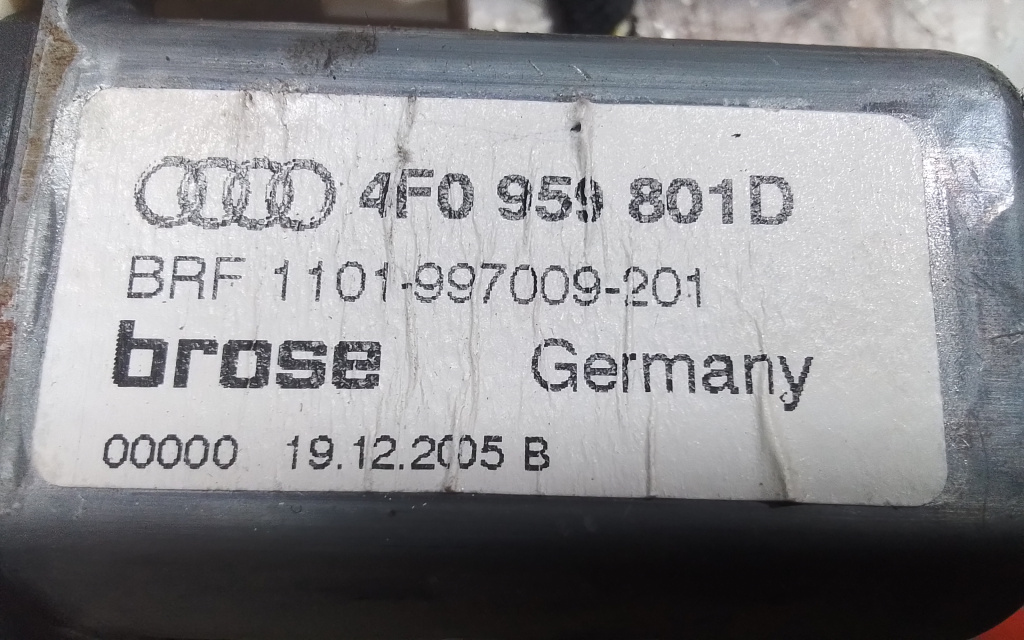 4F0 959 801D
BRF 1101-997009-201
brose Germany
00000 19.12.2005 B